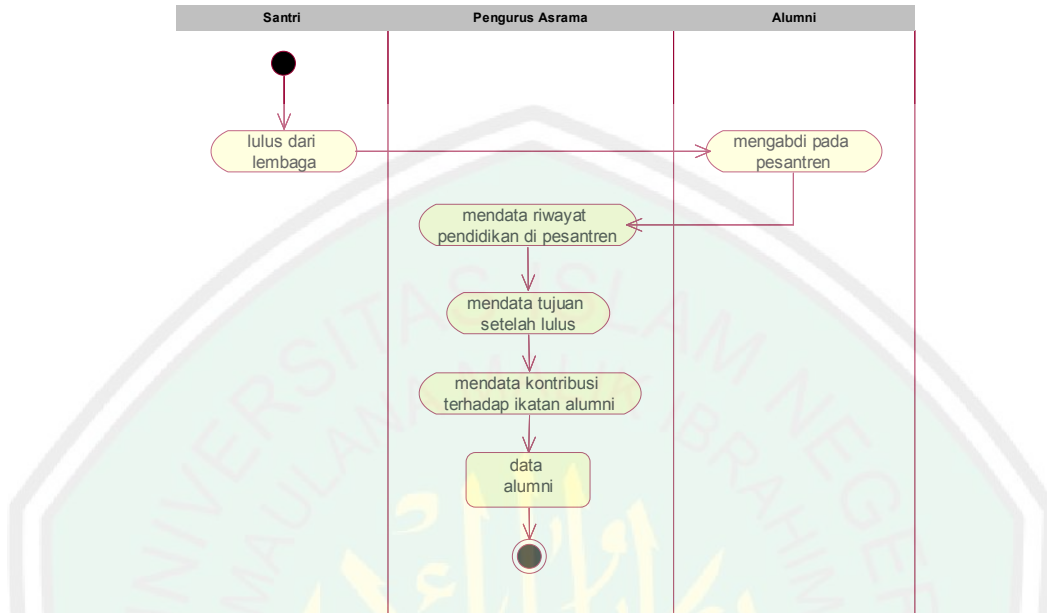 Santri
Pengurus Asrama
Alumni
lulus dari
lembaga
mengabdi pada
pesantren
mendata riwayat
pendidikan di pesantren
mendata tujuan
setelah lulus
mendata kontribusi
terhadap ikatan alumni
data
alumni